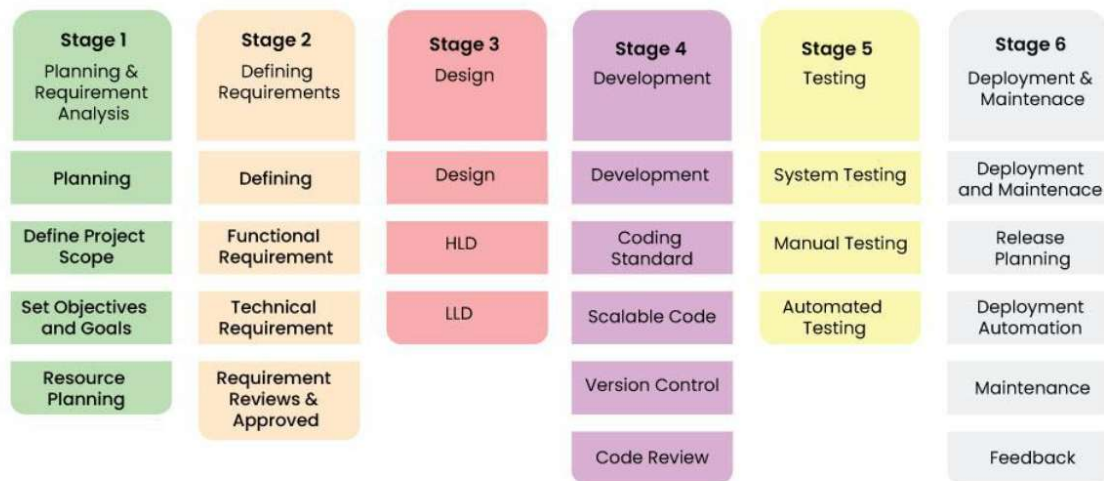 Stage 1
Planning &
Requirement
Analysis
Planning
Define Project
Scope
Set Objectives
and Goals
Resource
Planning
Stage 2
Defining
Requirements
Defining
Functional
Requirement
Technical
Requirement
Requirement
Reviews &
Approved
Stage 3
Design
Design
HLD
LLD
Stage 4
Development
Development
Coding
Standard
Scalable Code
Version Control
Code Review
Stage 5
Testing
System Testing
Manual Testing
Automated
Testing
Stage 6
Deployment &
Maintenace
Deployment
and Maintenace
Release
Planning
Deployment
Automation
Maintenance
Feedback